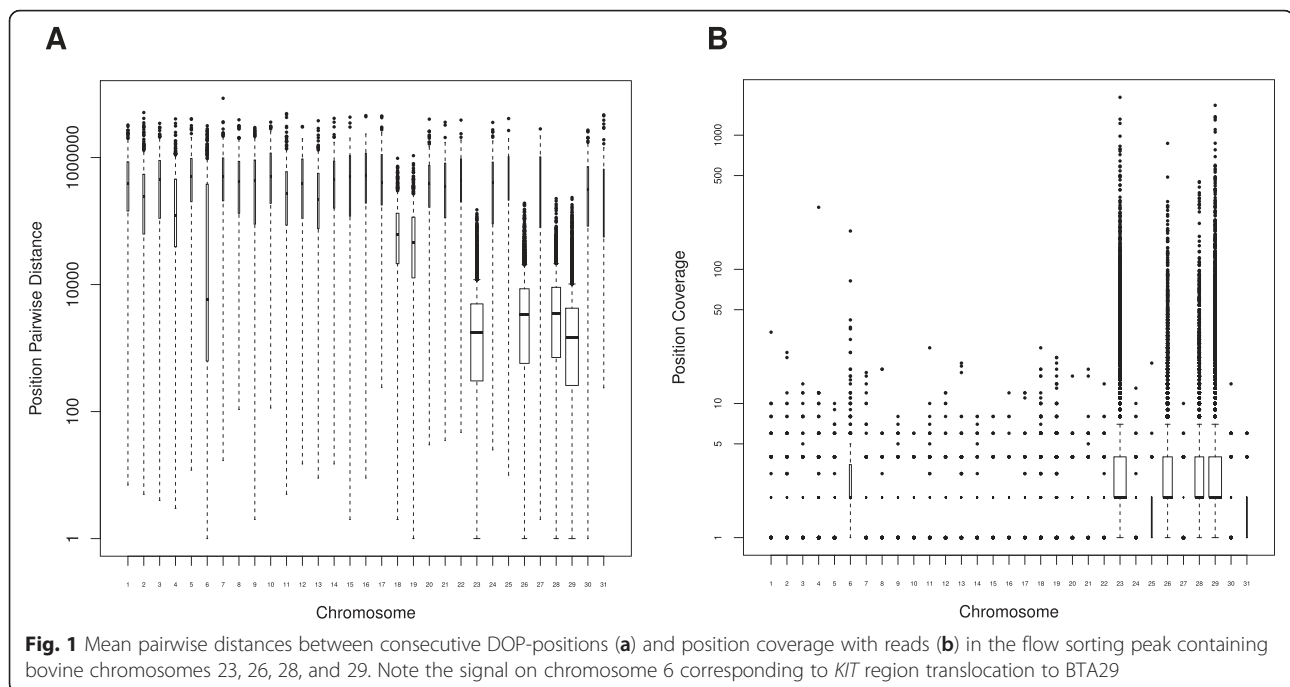 A
B
Position Pairwise Distance
1000000
10000
100
1
1 2 3 4 5 6 7 8 9 10 11 12 13 14 15 16 17 18 19 20 21 22 23 24 25 26 27 28 29 30 31
Chromosome
Position Coverage
1000
500
100
50
10
5
1
1 2 3 4 5 6 7 8 9 10 11 12 13 14 15 16 17 18 19 20 21 22 23 24 25 26 27 28 29 30 31
Chromosome
Fig. 1 Mean pairwise distances between consecutive DOP-positions (a) and position coverage with reads (b) in the flow sorting peak containing
bovine chromosomes 23, 26, 28, and 29. Note the signal on chromosome 6 corresponding to KIT region translocation to BTA29